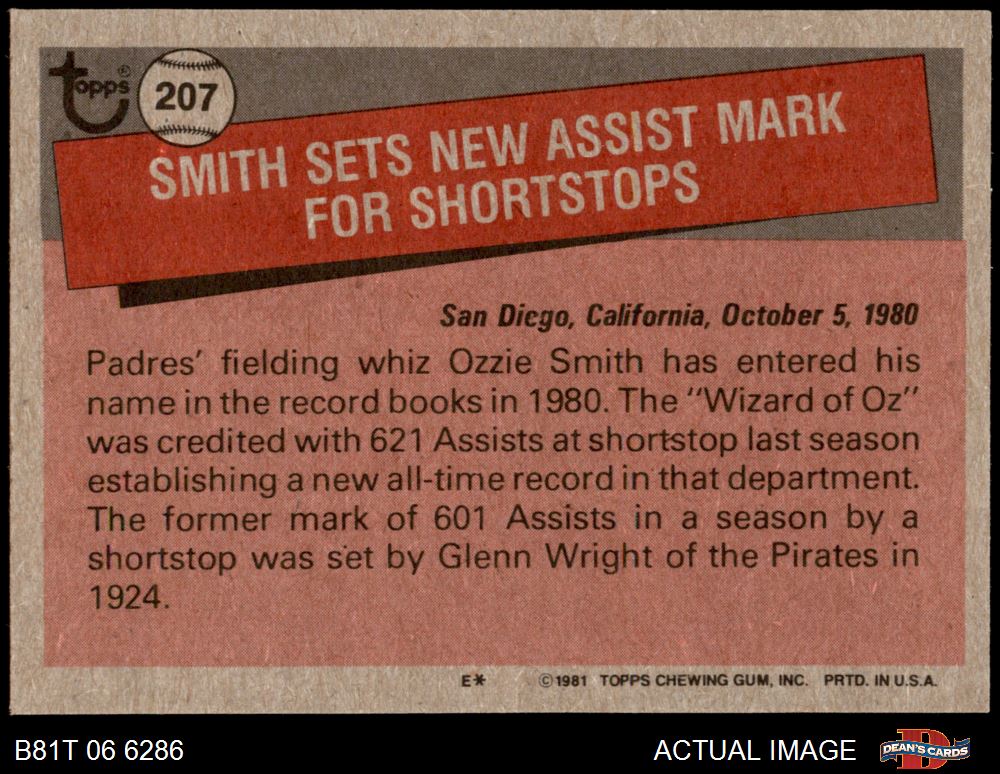 topps®
207
SMITH SETS NEW ASSIST MARK
FOR SHORTSTOPS
San Diego, California, October 5, 1980
Padres' fielding whiz Ozzie Smith has entered his
name in the record books in 1980. The "Wizard of Oz"
was credited with 621 Assists at shortstop last season
establishing a new all-time record in that department.
The former mark of 601 Assists in a season by a
shortstop was set by Glenn Wright of the Pirates in
1924.
E* ©1981 TOPPS CHEWING GUM, INC. PRTD. IN U.S.A.
B81T 06 6286 ACTUAL IMAGE DEAN'S CARDS